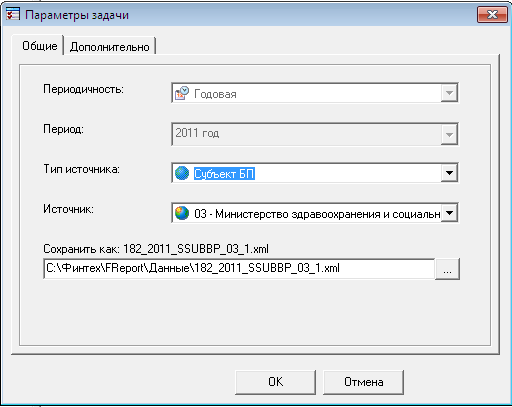 Параметры задачи
Общие
Дополнительно
Периодичность:
Годовая
Период:
2011 год
Тип источника:
Субъект БП
Источник:
03 - Министерство здравоохранения и социальн
Сохранить как: 182_2011_SSUBBP_03_1.xml
C:\Финтех\FReport\Данные\182_2011_SSUBBP_03_1.xml
...
OK
Отмена